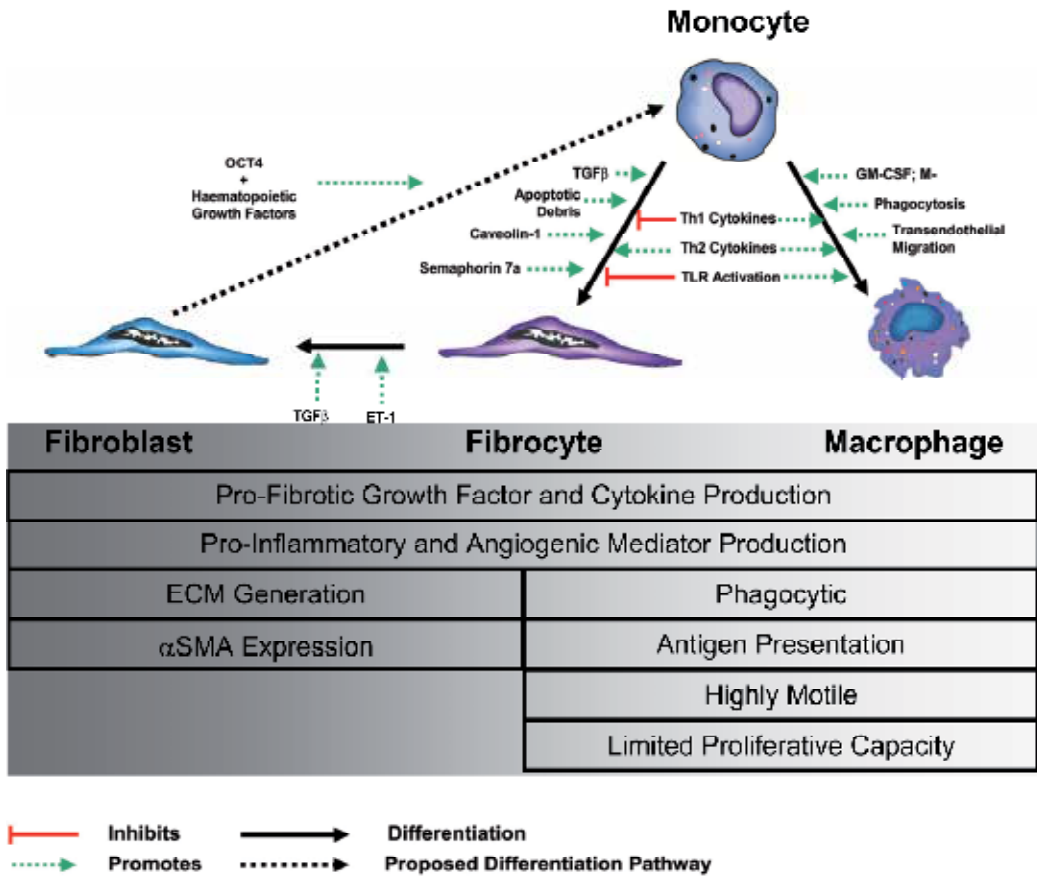 Monocyte
OCT4
+
Haematopoietic
Growth Factors
TGFβ
Apoptotic
Debris
Caveolin-1
Semaphorin 7a
Th1 Cytokines
Th2 Cytokines
TLR Activation
GM-CSF; M-
Phagocytosis
Transendothelial
Migration
TGFβ ET-1
Fibroblast Fibrocyte Macrophage
Pro-Fibrotic Growth Factor and Cytokine Production
Pro-Inflammatory and Angiogenic Mediator Production
ECM Generation Phagocytic
αSMA Expression Antigen Presentation
Highly Motile
Limited Proliferative Capacity
Inhibits Differentiation
Promotes Proposed Differentiation Pathway